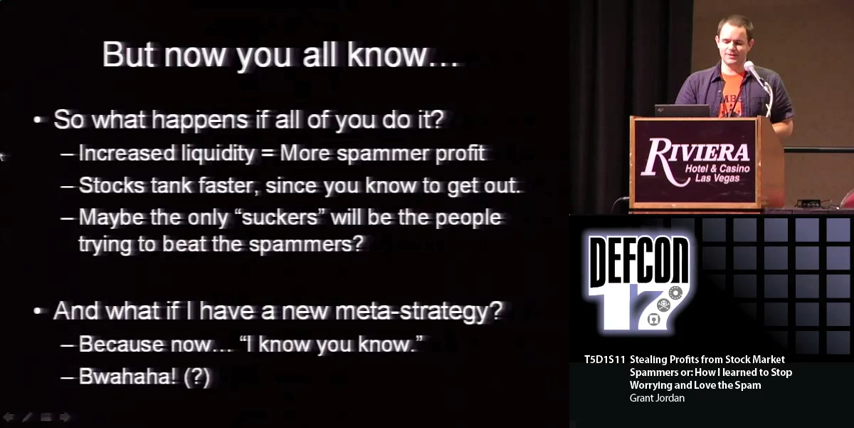 But now you all know...
• So what happens if all of you do it?
– Increased liquidity = More spammer profit
– Stocks tank faster, since you know to get out.
– Maybe the only “suckers” will be the people
trying to beat the spammers?
• And what if I have a new meta-strategy?
– Because now... “I know you know.”
– Bwahaha! (?)
RIVIERA
Hotel & Casino
Las Vegas
DEFCON
17
T5D1S11 Stealing Profits from Stock Market
Spammers or: How I learned to Stop
Worrying and Love the Spam
Grant Jordan